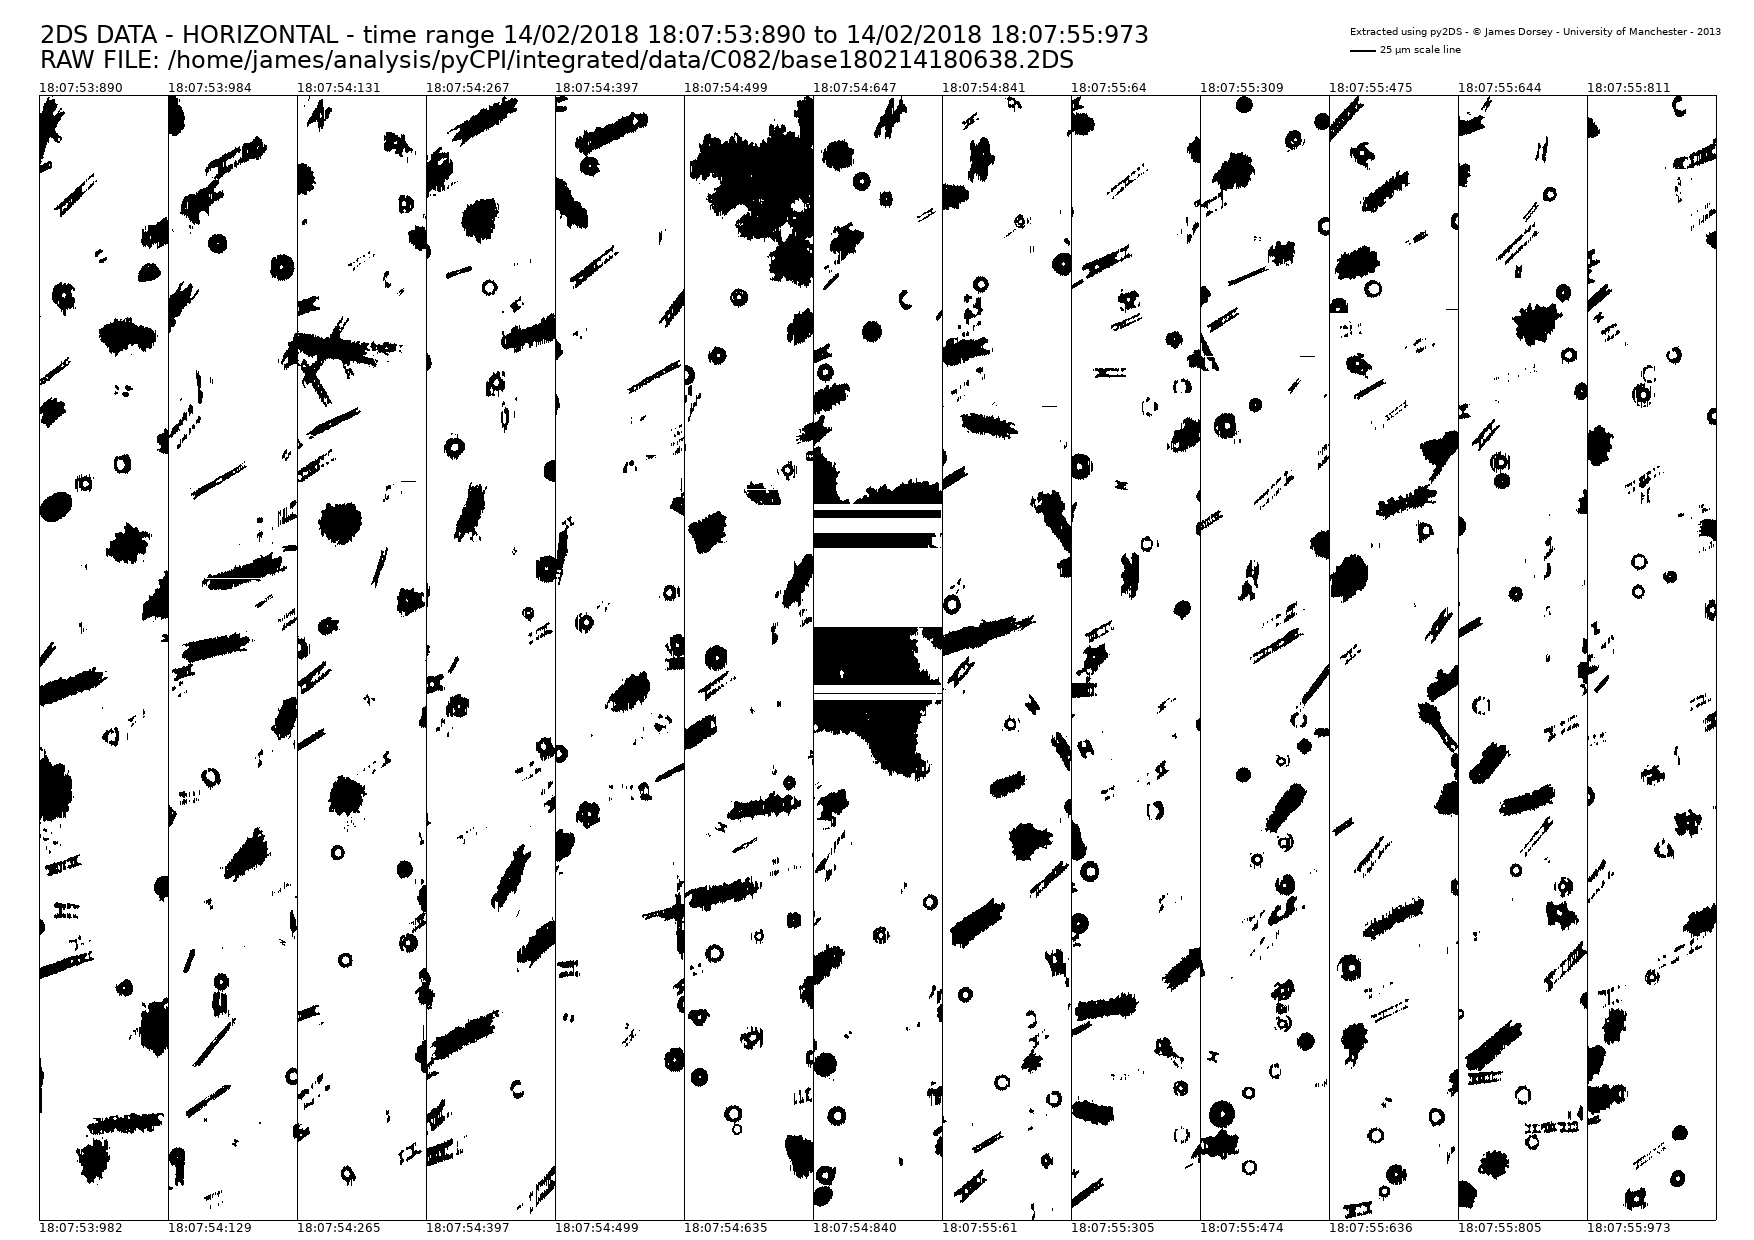 2DS DATA - HORIZONTAL - time range 14/02/2018 18:07:53:890 to 14/02/2018 18:07:55:973
RAW FILE: /home/james/analysis/pyCPI/integrated/data/C082/base180214180638.2DS
Extracted using py2DS - © James Dorsey - University of Manchester - 2013
25 µm scale line
18:07:53:890 18:07:53:984 18:07:54:131 18:07:54:267 18:07:54:397 18:07:54:499 18:07:54:647 18:07:54:841 18:07:55:64 18:07:55:309 18:07:55:475 18:07:55:644 18:07:55:811
18:07:53:982 18:07:54:129 18:07:54:265 18:07:54:397 18:07:54:499 18:07:54:635 18:07:54:840 18:07:55:61 18:07:55:305 18:07:55:474 18:07:55:636 18:07:55:805 18:07:55:973